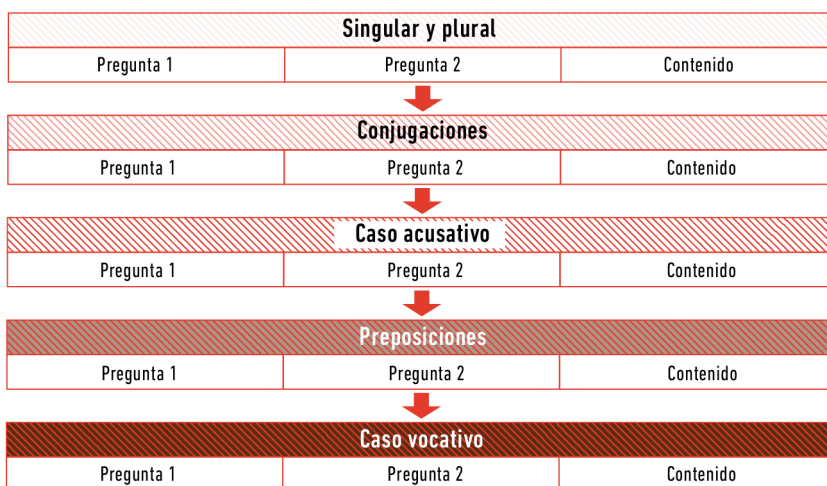 Singular y plural
Pregunta 1 Pregunta 2 Contenido
Conjugaciones
Pregunta 1 Pregunta 2 Contenido
Caso acusativo
Pregunta 1 Pregunta 2 Contenido
Preposiciones
Pregunta 1 Pregunta 2 Contenido
Caso vocativo
Pregunta 1 Pregunta 2 Contenido